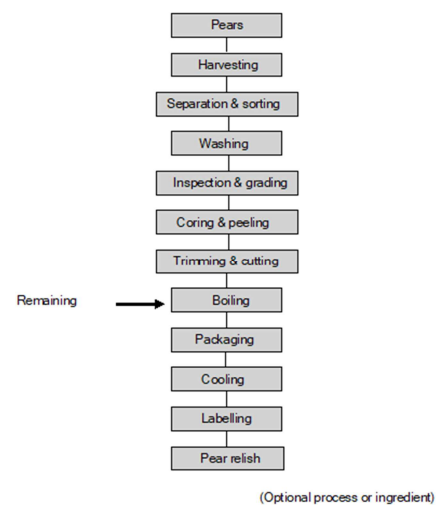 Pears
Harvesting
Separation & sorting
Washing
Inspection & grading
Coring & peeling
Trimming & cutting
Remaining
Boiling
Packaging
Cooling
Labelling
Pear relish
(Optional process or ingredient)